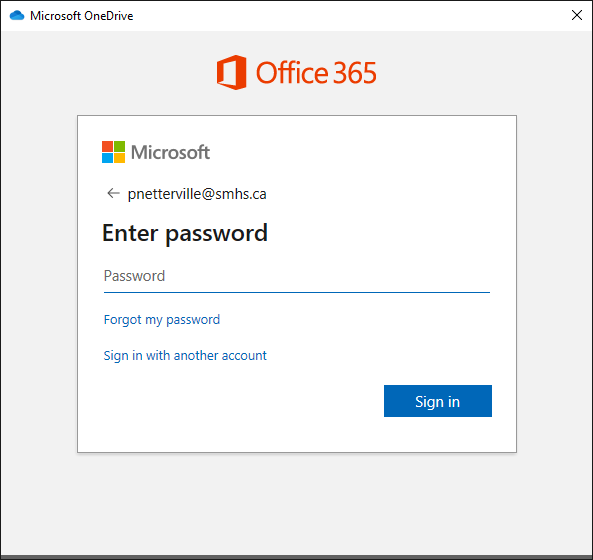 Microsoft OneDrive
Office 365
Microsoft
pnetterville@smhs.ca
Enter password
Password
Forgot my password
Sign in with another account
Sign in